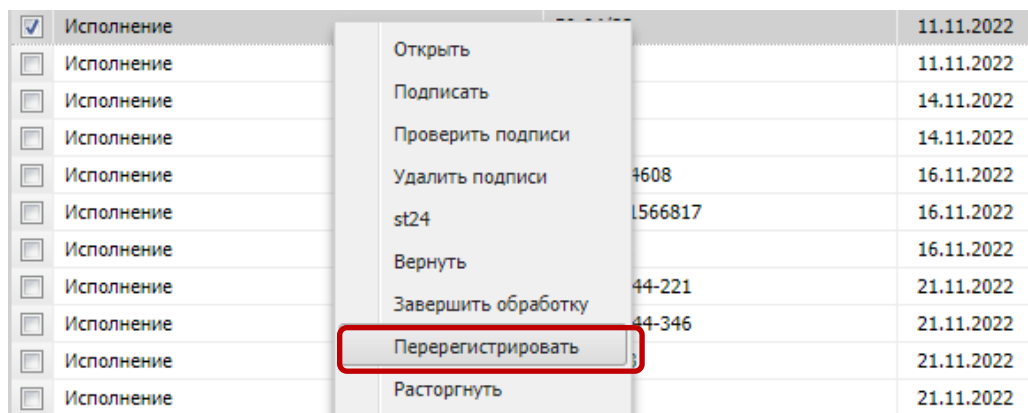 Исполнение 11.11.2022
Исполнение 11.11.2022
Исполнение 14.11.2022
Исполнение 14.11.2022
Исполнение 4608 16.11.2022
Исполнение 1566817 16.11.2022
Исполнение 16.11.2022
Исполнение 44-221 21.11.2022
Исполнение 44-346 21.11.2022
Исполнение 21.11.2022
Исполнение 21.11.2022
Открыть
Подписать
Проверить подписи
Удалить подписи
st24
Вернуть
Завершить обработку
Перерегистрировать
Расторгнуть